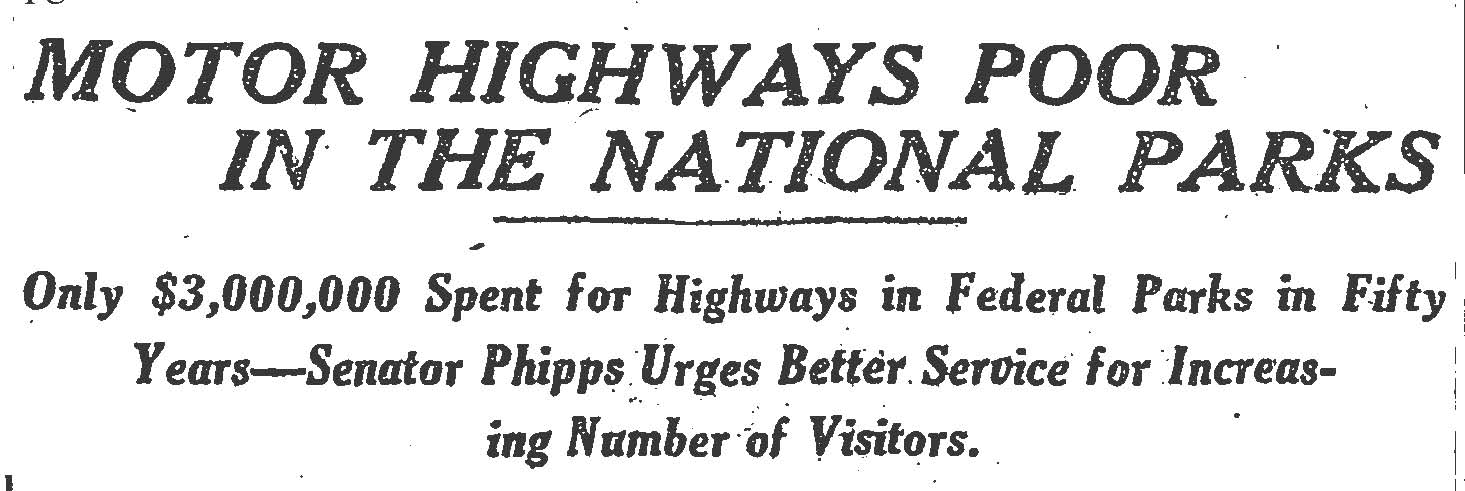 MOTOR HIGHWAYS POOR
IN THE NATIONAL PARKS
Only $3,000,000 Spent for Highways in Federal Parks in Fifty
Years—Senator Phipps Urges Better Service for Increas-
ing Number of Visitors.